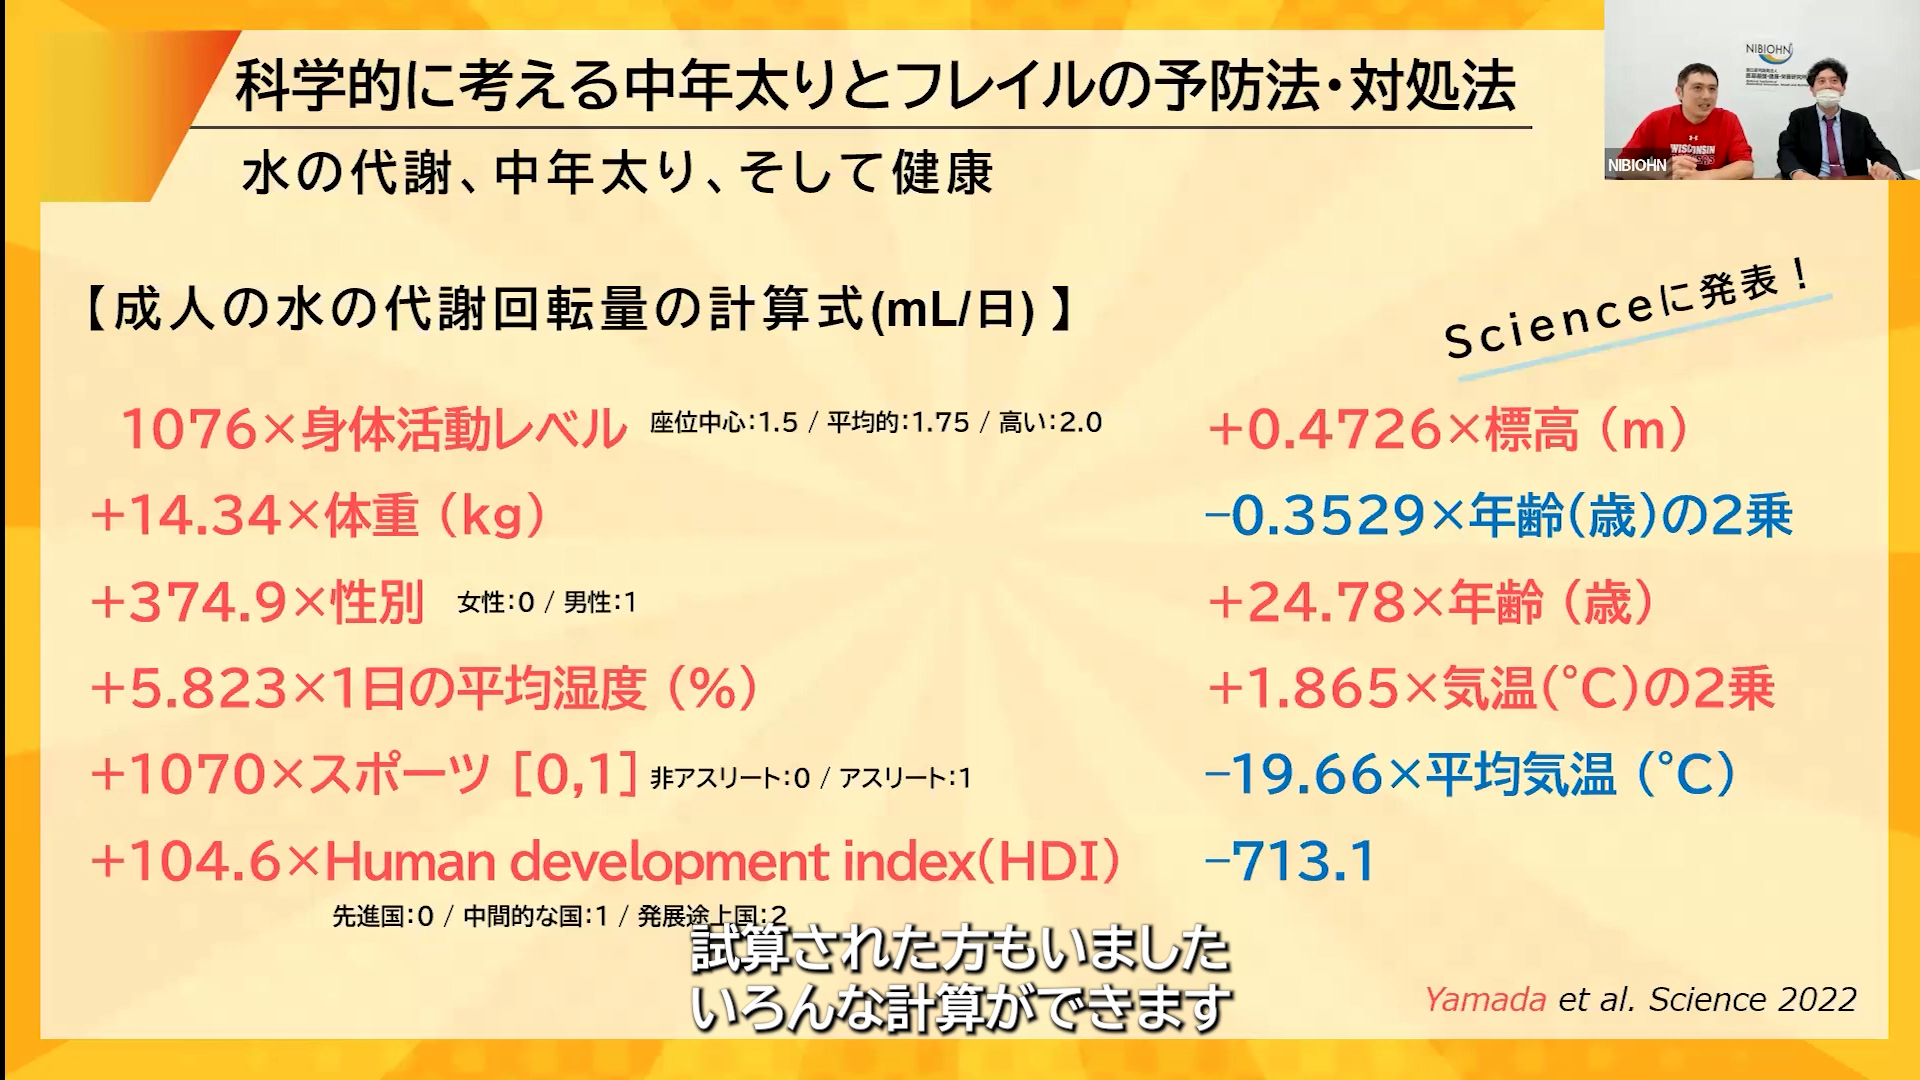 科学的に考える中年太りとフレイルの予防法・対処法
水の代謝、中年太り、そして健康
NIBIOHN
WISCONSIN
NIBIOHN
【成人の水の代謝回転量の計算式(mL/日) 】
Scienceに発表！
1076×身体活動レベル 座位中心：1.5 / 平均的：1.75 / 高い：2.0
+14.34×体重（kg）
+374.9×性別 女性：0 / 男性：1
+5.823×1日の平均湿度（%）
+1070×スポーツ［0,1］非アスリート：0 / アスリート：1
+104.6×Human development index（HDI）
先進国：0 / 中間的な国：1 / 発展途上国：2
+0.4726×標高（m）
−0.3529×年齢（歳）の2乗
+24.78×年齢（歳）
+1.865×気温（℃）の2乗
−19.66×平均気温（℃）
−713.1
試算された方もいました
いろんな計算ができます
Yamada et al. Science 2022